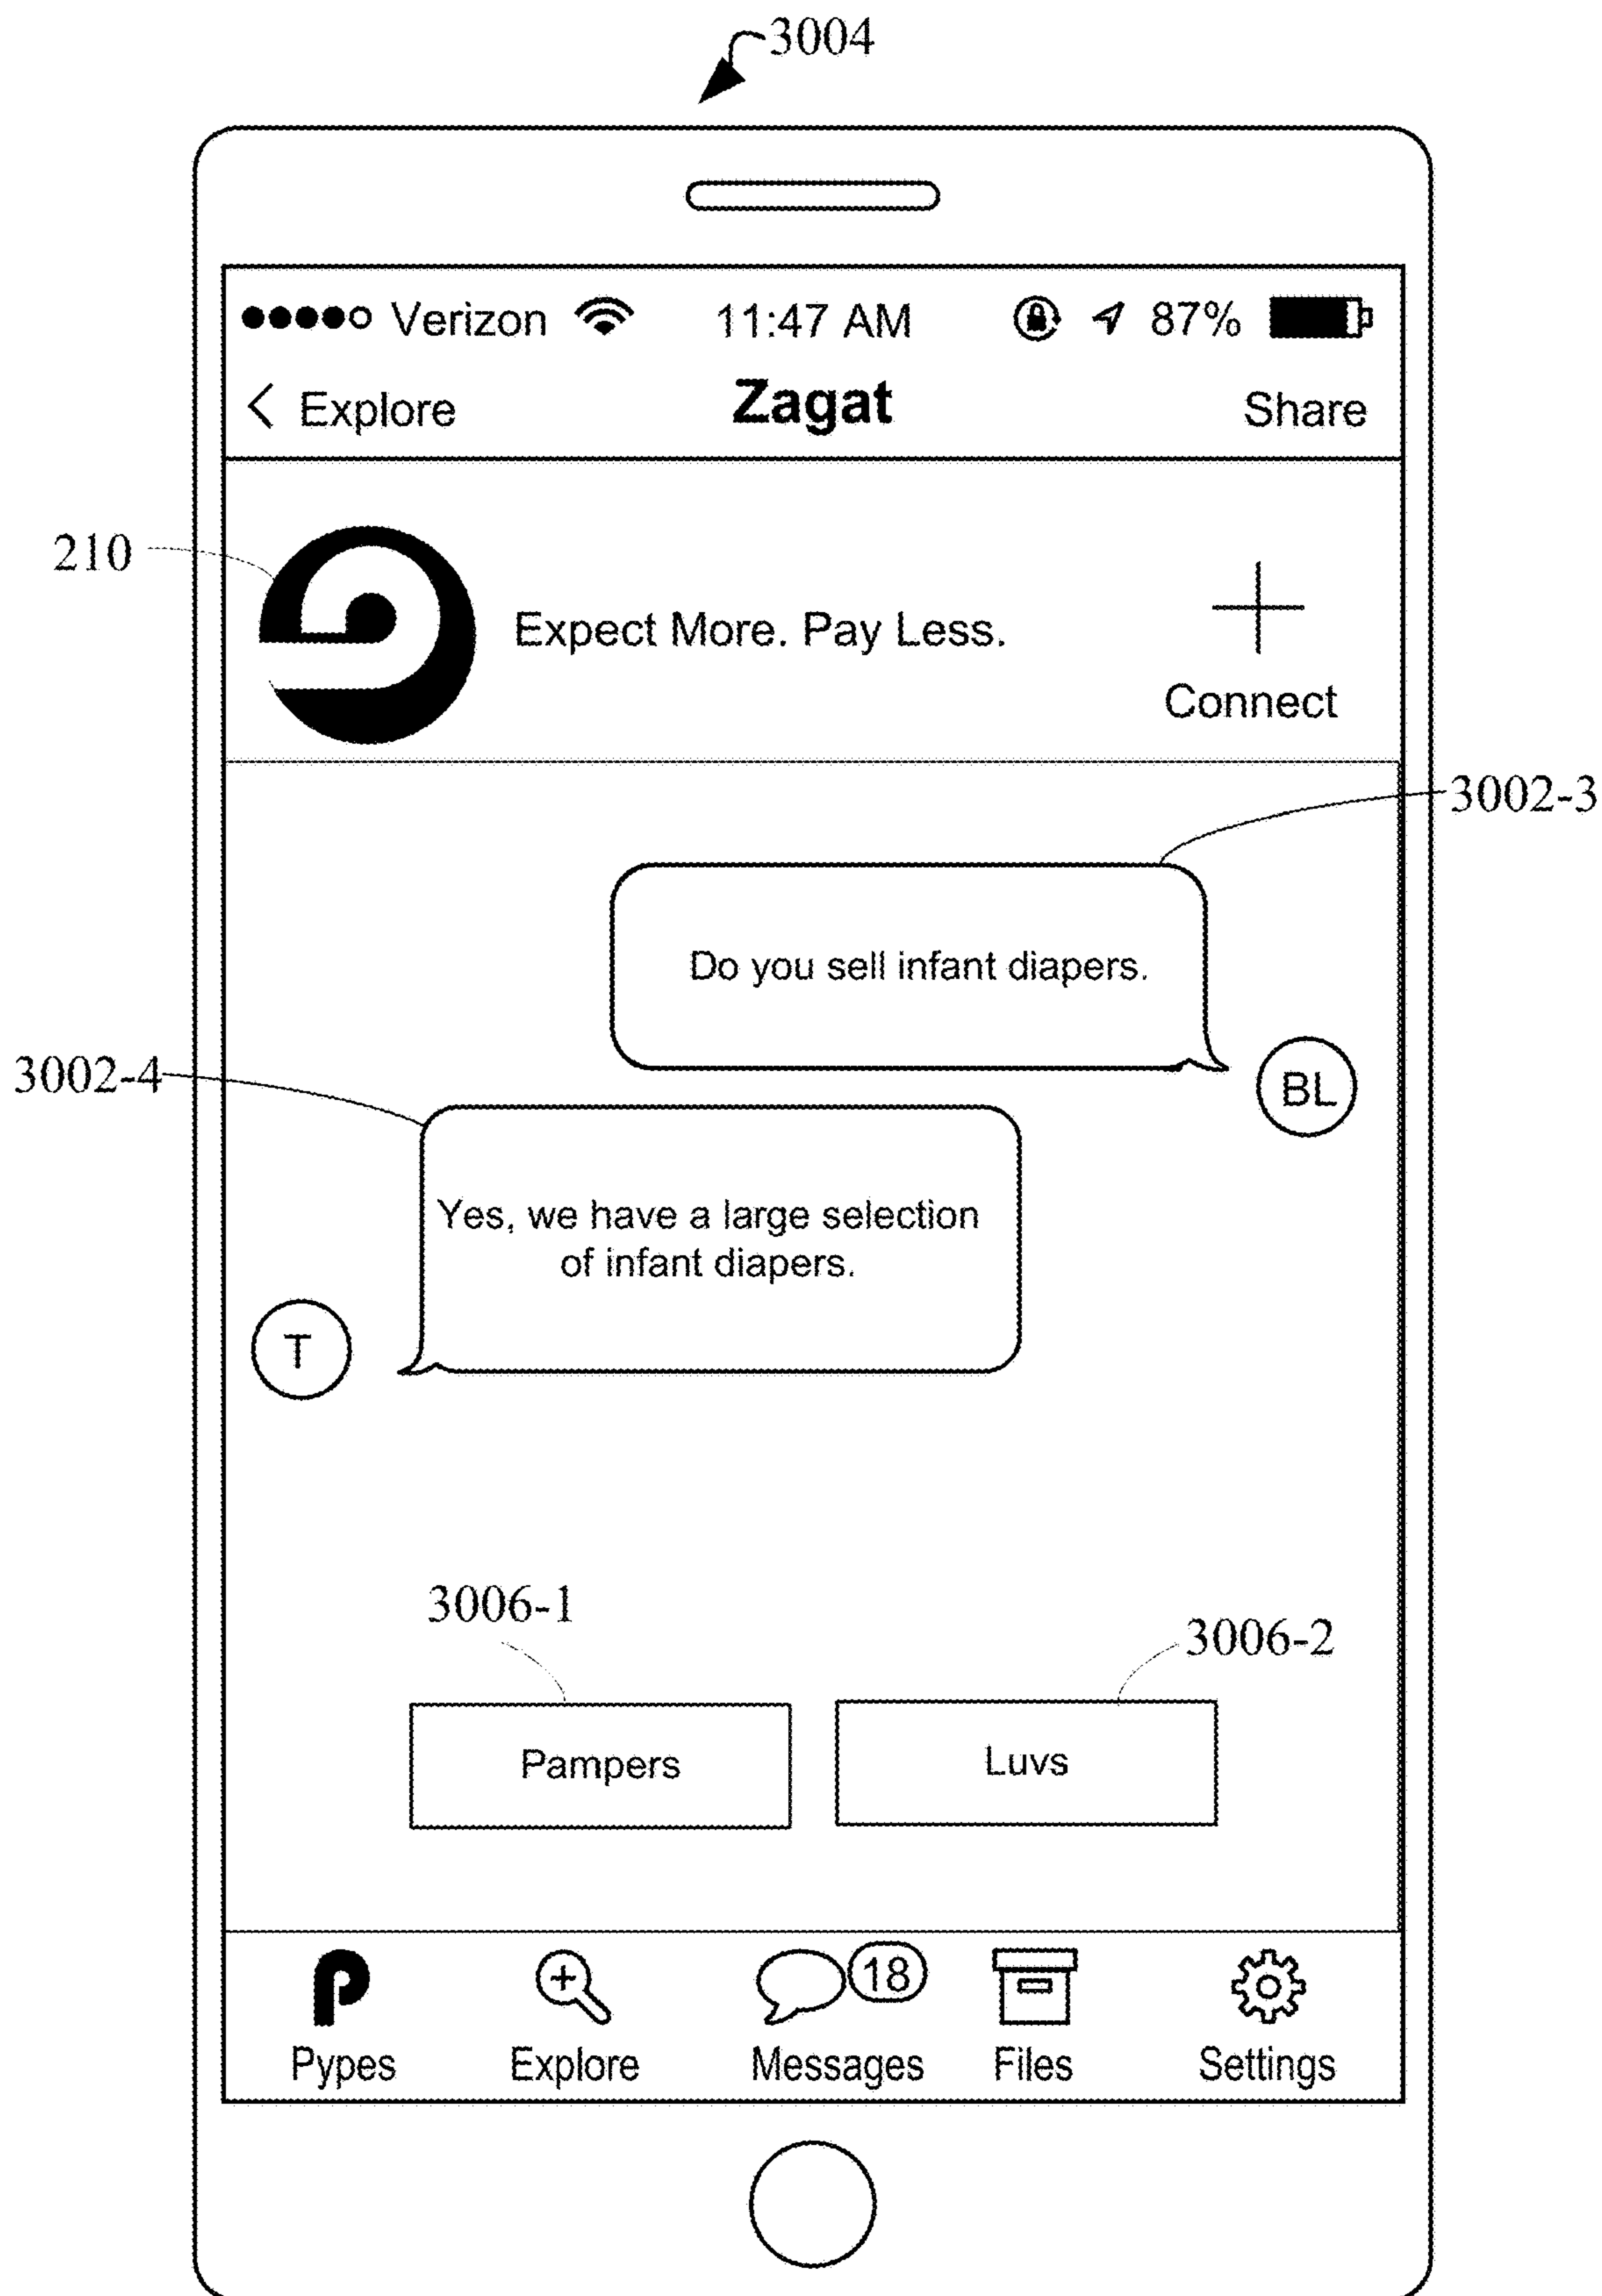 3004
Verizon 11:47 AM 87%
Explore Zagat Share
210
Expect More. Pay Less.
Connect
3002-3
Do you sell infant diapers.
BL
3002-4
Yes, we have a large selection
of infant diapers.
T
3006-1
3006-2
Pampers Luvs
18
Pypes Explore Messages Files Settings